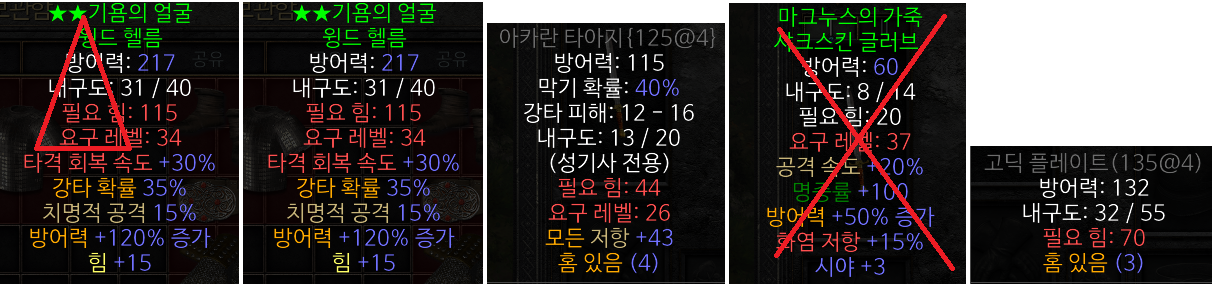 ★★기욤의 얼굴
윙드 헬름
방어력: 217
내구도: 31 / 40
필요 힘: 115
요구 레벨: 34
타격 회복 속도 +30%
강타 확률 35%
치명적 공격 15%
방어력 +120% 증가
힘 +15
공유
★★기욤의 얼굴
윙드 헬름
방어력: 217
내구도: 31 / 40
필요 힘: 115
요구 레벨: 34
타격 회복 속도 +30%
강타 확률 35%
치명적 공격 15%
방어력 +120% 증가
힘 +15
공유
아카란 타아지{125@4}
방어력: 115
막기 확률: 40%
강타 피해: 12 – 16
내구도: 13 / 20
(성기사 전용)
필요 힘: 44
요구 레벨: 26
모든 저항 +43
홈 있음 (4)
마그누스의 가죽
샤크스킨 글러브
방어력: 60
내구도: 8 / 14
필요 힘: 20
요구 레벨: 37
공격 속도 +20%
명중률 +100
방어력 +50% 증가
화염 저항 +15%
시야 +3
고딕 플레이트(135@4)
방어력: 132
내구도: 32 / 55
필요 힘: 70
홈 있음 (3)